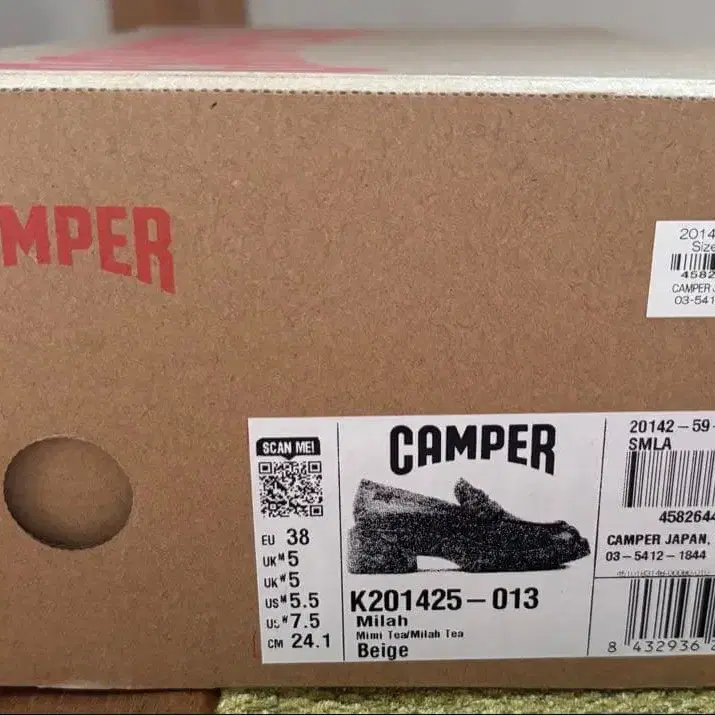 MPER
2014
Size
4582
CAMPER
03-541
SCAN ME!
EU 38
UK M 5
UK W 5
US M 5.5
US W 7.5
CM 24.1
CAMPER
K201425-013
Milah
Mimi Tea/Milah Tea
Beige
20142-59-
SMLA
4582644
CAMPER JAPAN,
03-5412-1844
8 432936